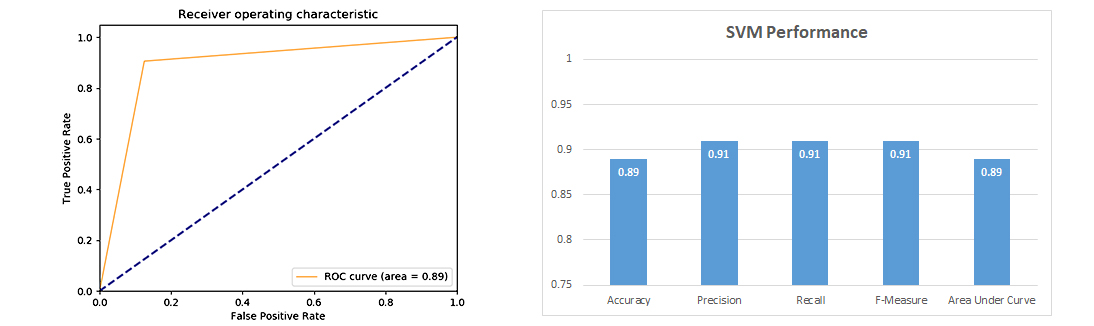 Receiver operating characteristic
1.0
0.8
0.6
0.4
0.2
0.0
0.0 0.2 0.4 0.6 0.8 1.0
True Positive Rate
False Positive Rate
ROC curve (area = 0.89)
SVM Performance
1
0.95
0.9
0.85
0.8
0.75
0.89 0.91 0.91 0.91 0.89
Accuracy Precision Recall F-Measure Area Under Curve